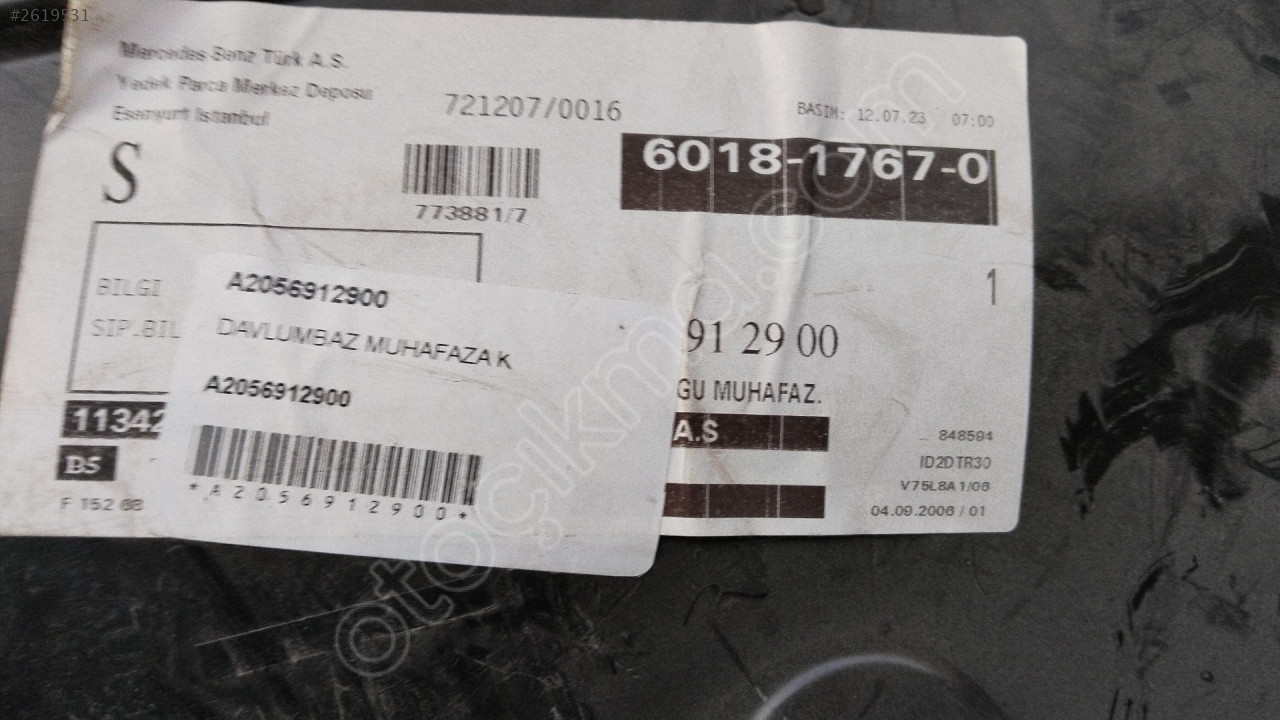 #2619531
Mercedes Benz Türk A.S.
Yedek Parca Merkez Deposu
Esenyurt Istanbul
721207/0016
BASIM: 12.07.23 07:00
6018-1767-0
S
773881/7
1
BILGI
SIP.BIL
A2056912900
DAVLUMBAZ MUHAFAZA K
A2056912900
*A2056912900*
91 29 00
GU MUHAFAZ.
A.S
11342
B5
F 152 68
848594
ID2DTR30
V75L8A 1/06
04.09.2006 / 01
otoçıkmd.com